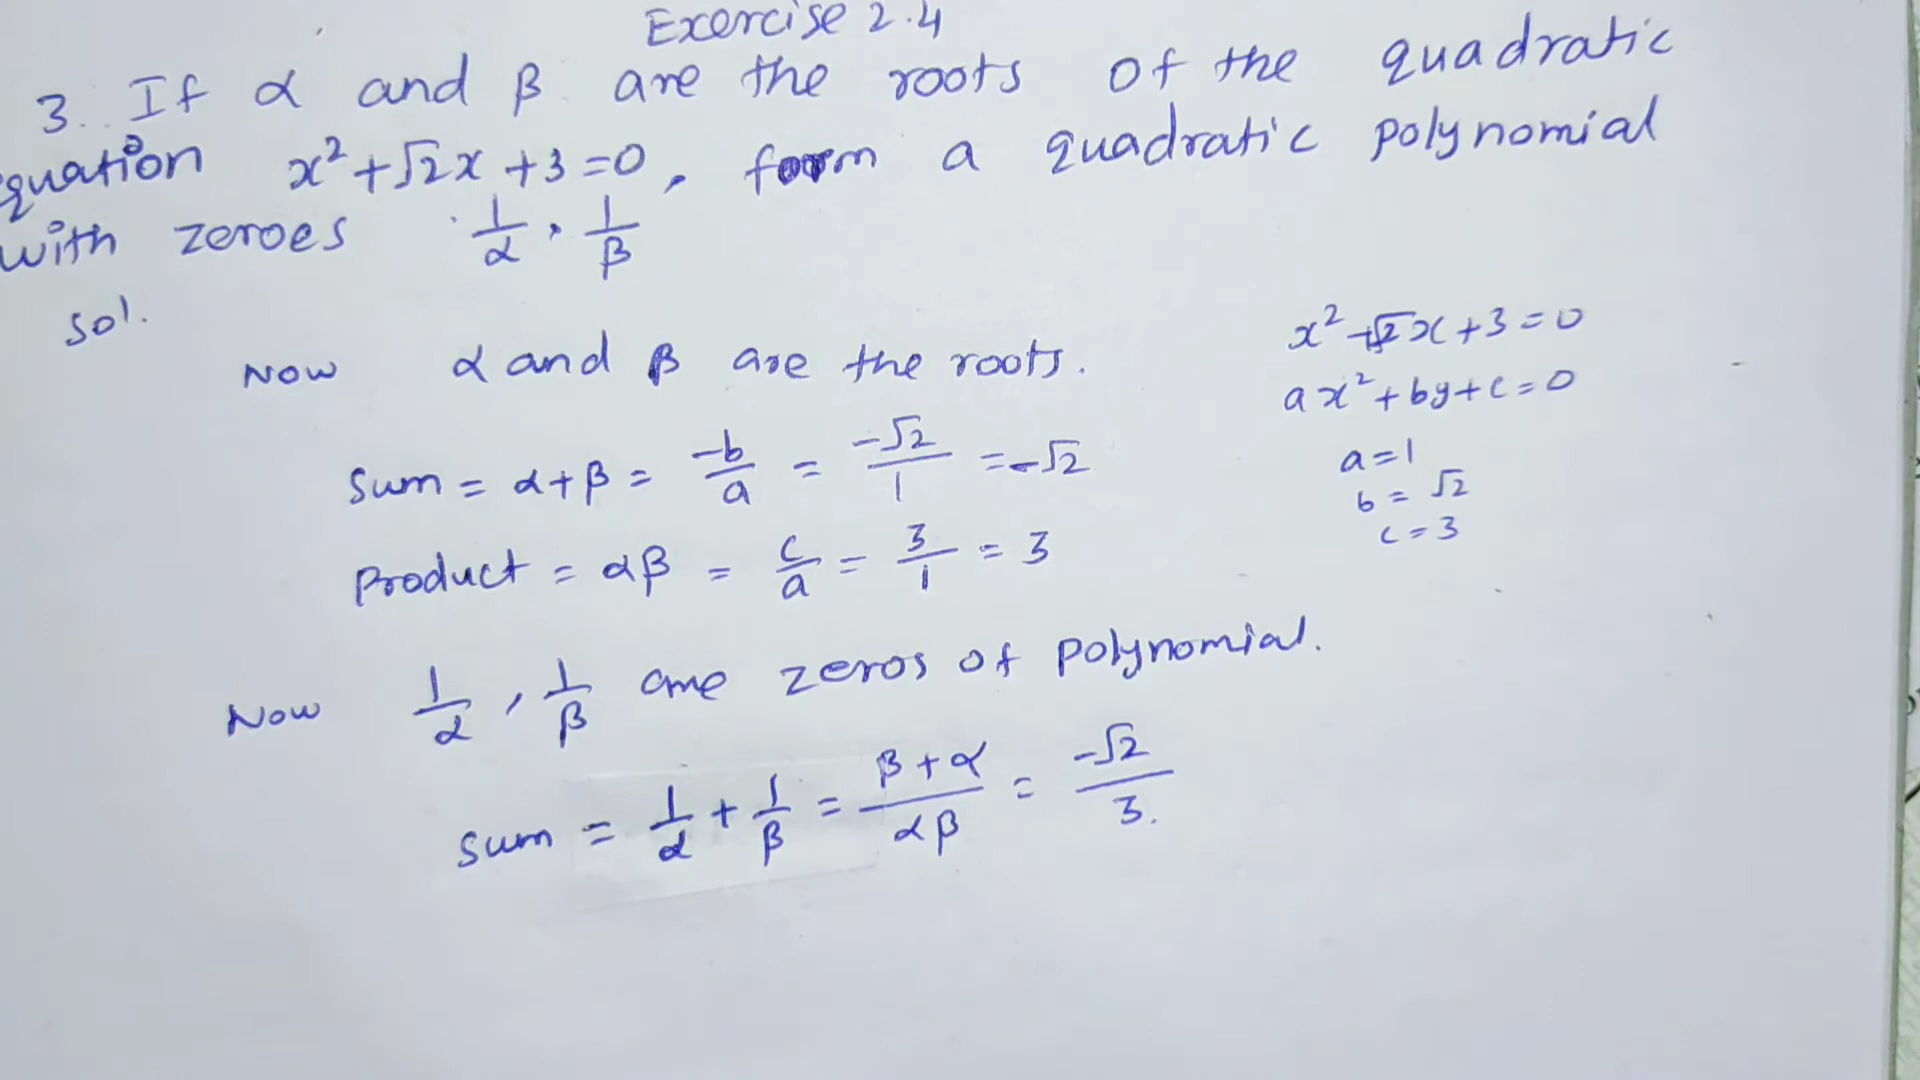 Exercise 2.4
3. If α and β are the roots of the quadratic
quation x² + √2x + 3 = 0, form a quadratic polynomial
with zeroes 1/α, 1/β
Sol.
Now α and β are the roots.
x² + √2x + 3 = 0
ax² + by + c = 0
Sum = α + β = -b/a = -√2/1 = -√2
a = 1
b = √2
c = 3
Product = αβ = c/a = 3/1 = 3
Now 1/α, 1/β are zeros of polynomial.
Sum = 1/α + 1/β = β + α/αβ = -√2/3.